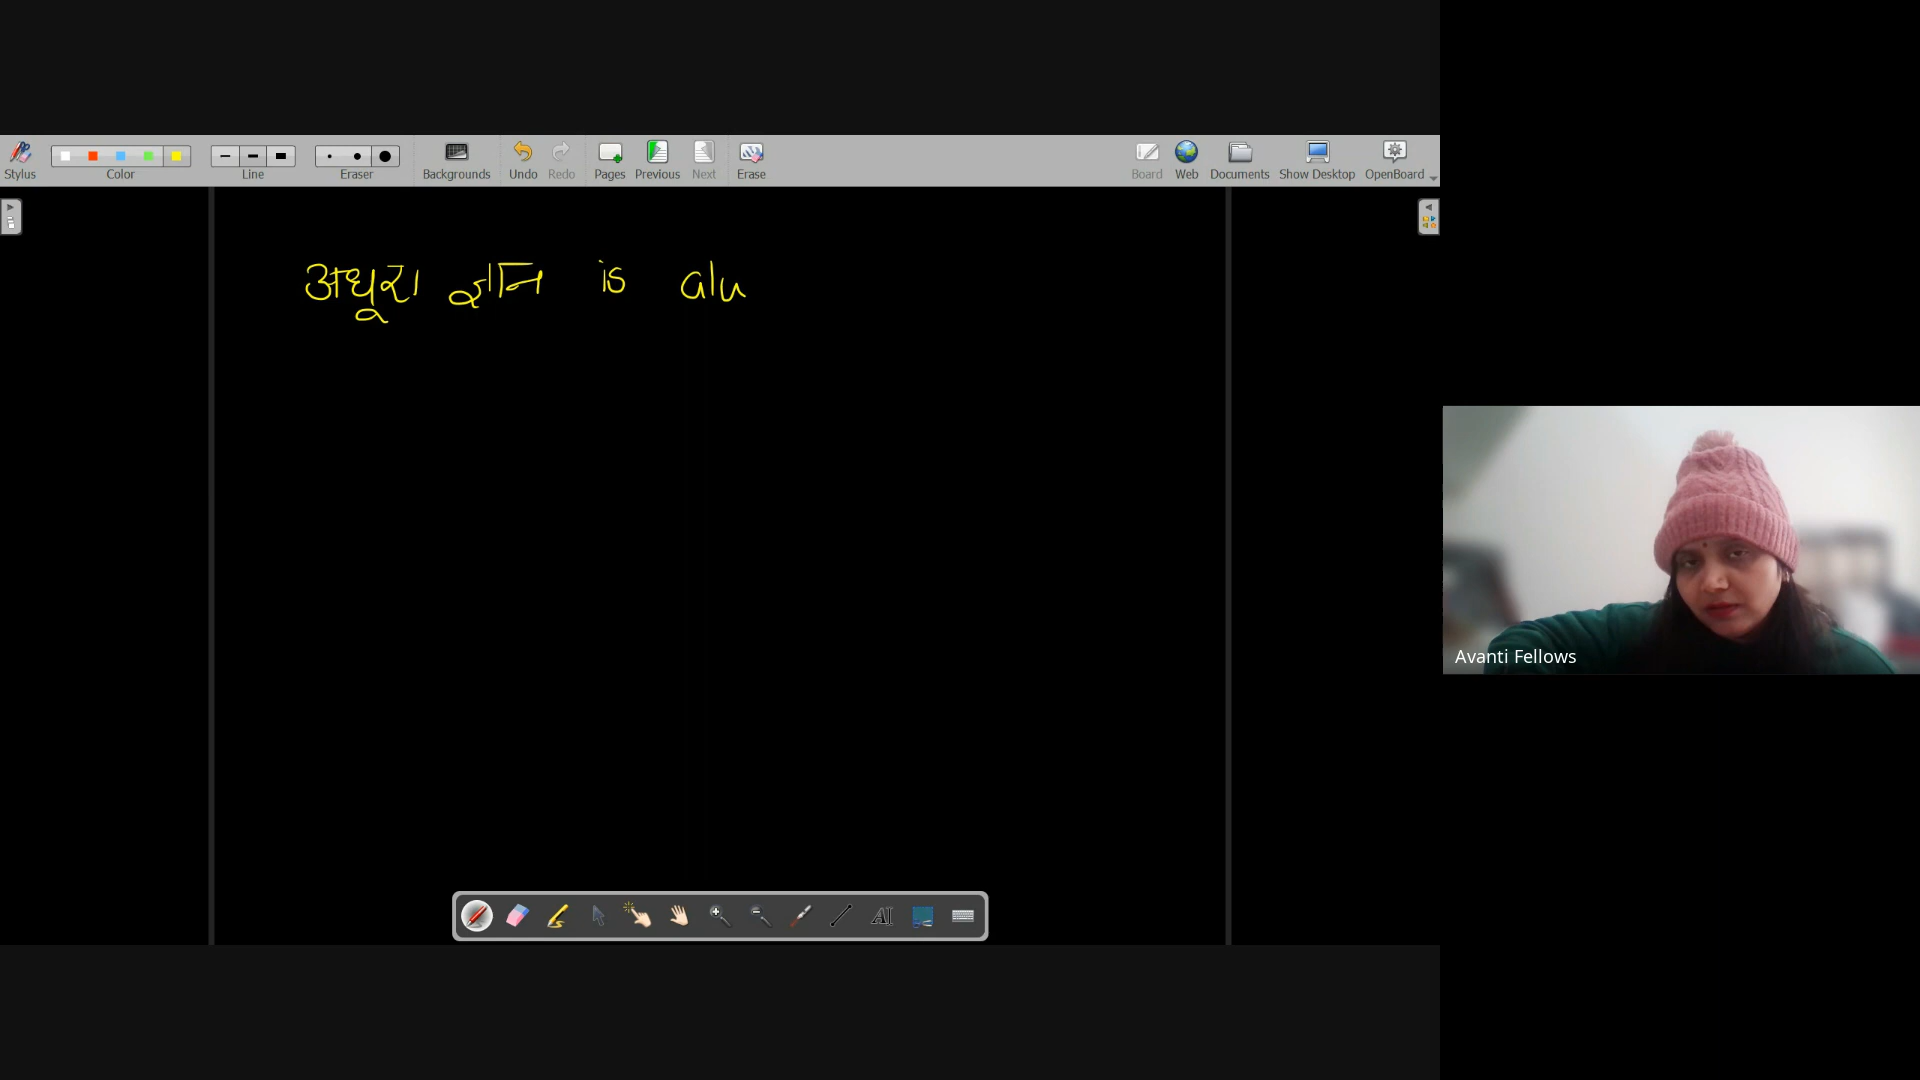 Stylus Color Line Eraser Backgrounds Undo Redo Pages Previous Next Erase Board Web Documents Show Desktop OpenBoard
अधूरा ज्ञान is alu
Avanti Fellows